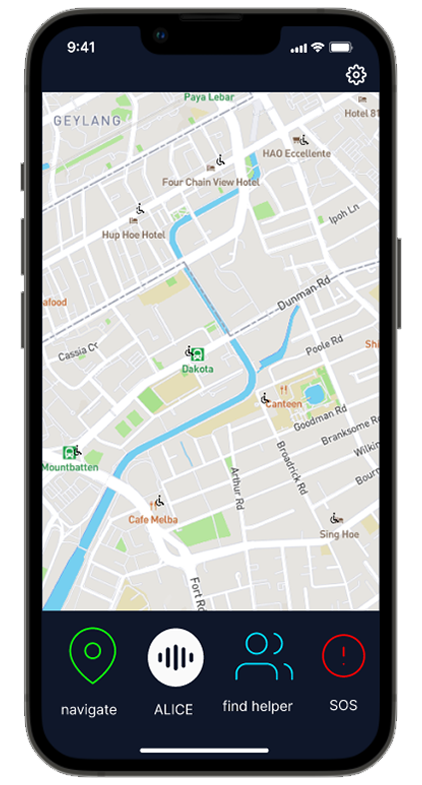 9:41
Paya Lebar
GEYLANG
Hotel 81
HAO Eccellente
Four Chain View Hotel
Ipoh Ln
Hup Hoe Hotel
Dunman Rd
afood
Cassia Cr
Poole Rd
Shi
Dakota
Canteen
Goodman Rd
Branksome Rd
Mountbatten
Broadrick Rd
Wilkin
Arthur Rd
Bourn
Cafe Melba
Sing Hoe
Fort Ro
navigate
ALICE
find helper
SOS